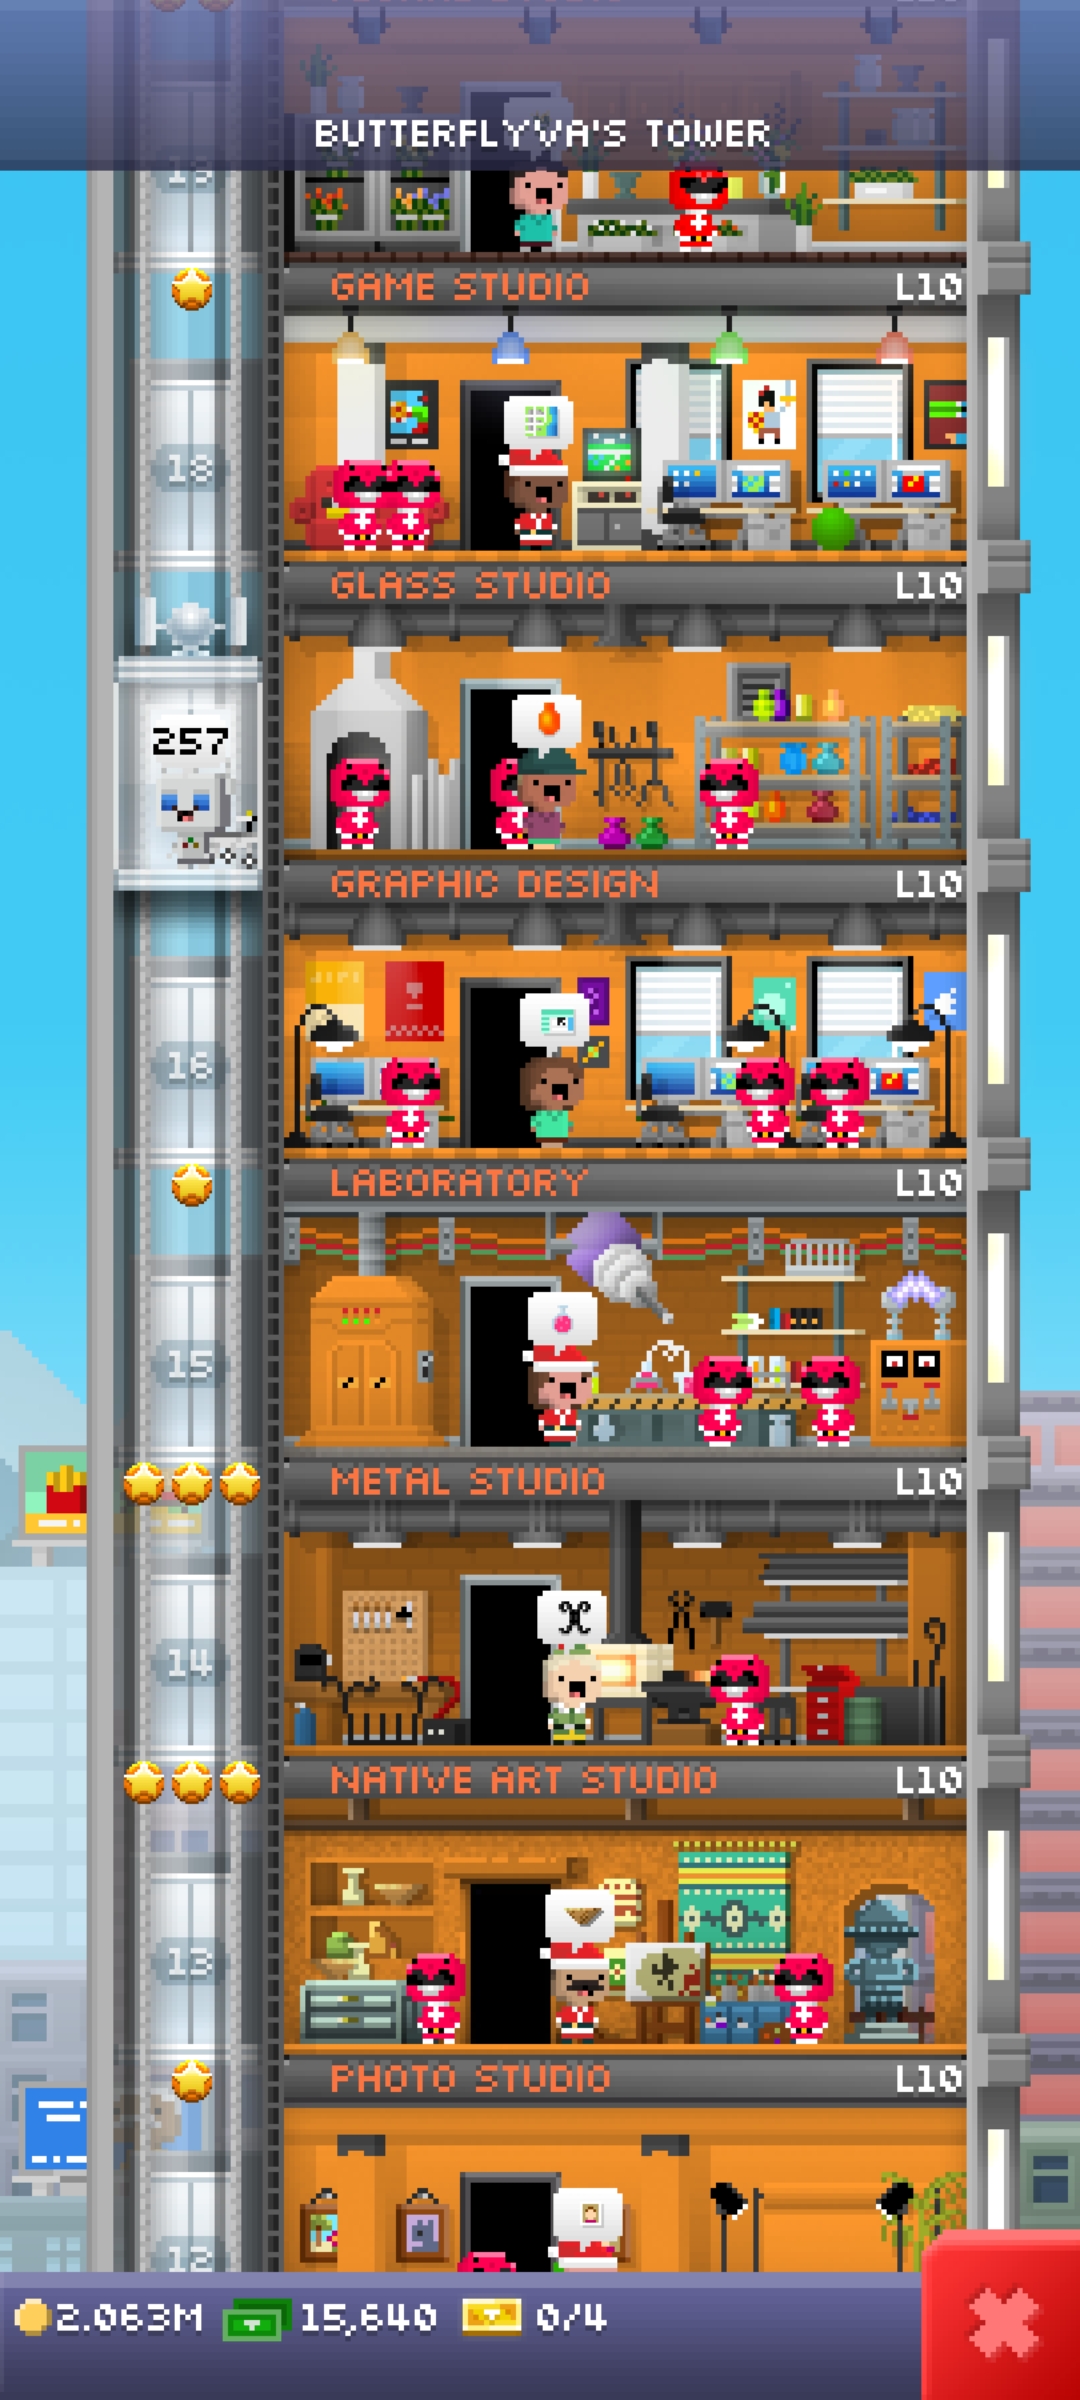 BUTTERFLYVA'S TOWER
19
GAME STUDIO L10
18
GLASS STUDIO L10
257
GRAPHIC DESIGN L10
16
LABORATORY L10
15
METAL STUDIO L10
14
NATIVE ART STUDIO L10
13
PHOTO STUDIO L10
12
2.063M 15,640 0/4